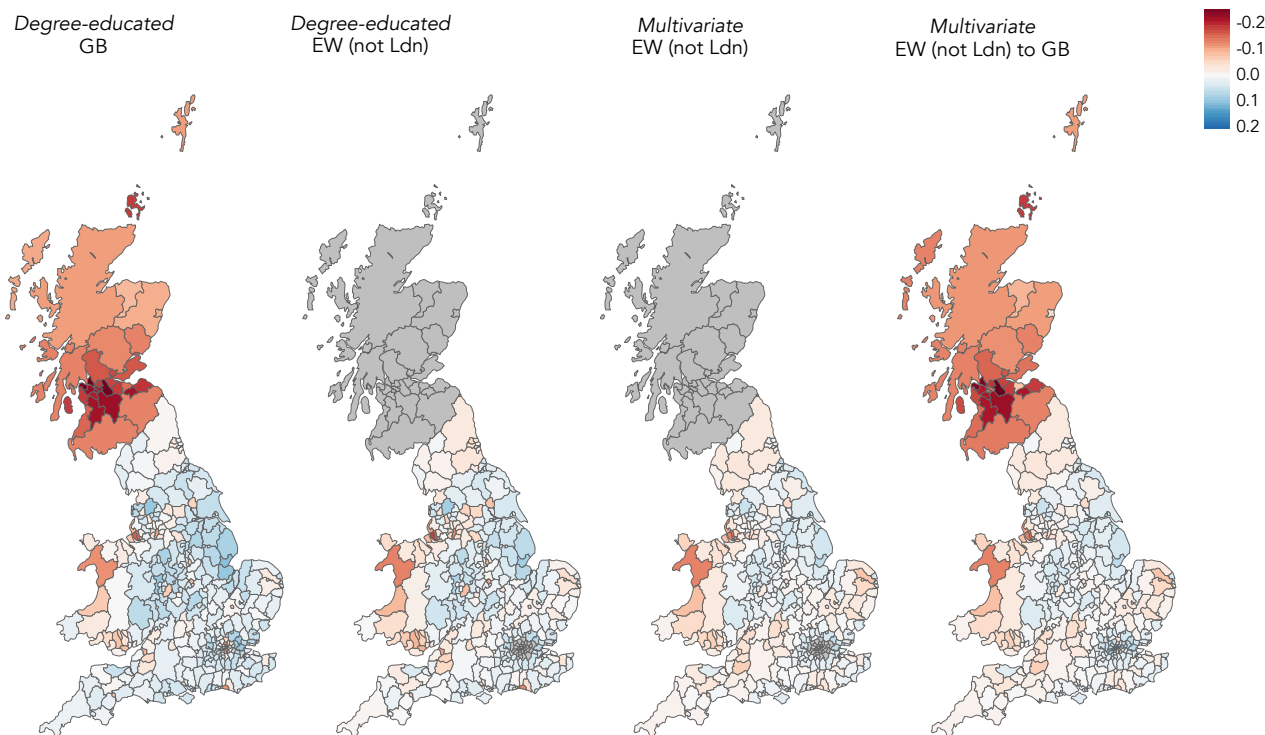 Degree-educated
GB
Degree-educated
EW (not Ldn)
Multivariate
EW (not Ldn)
Multivariate
EW (not Ldn) to GB
-0.2
-0.1
0.0
0.1
0.2